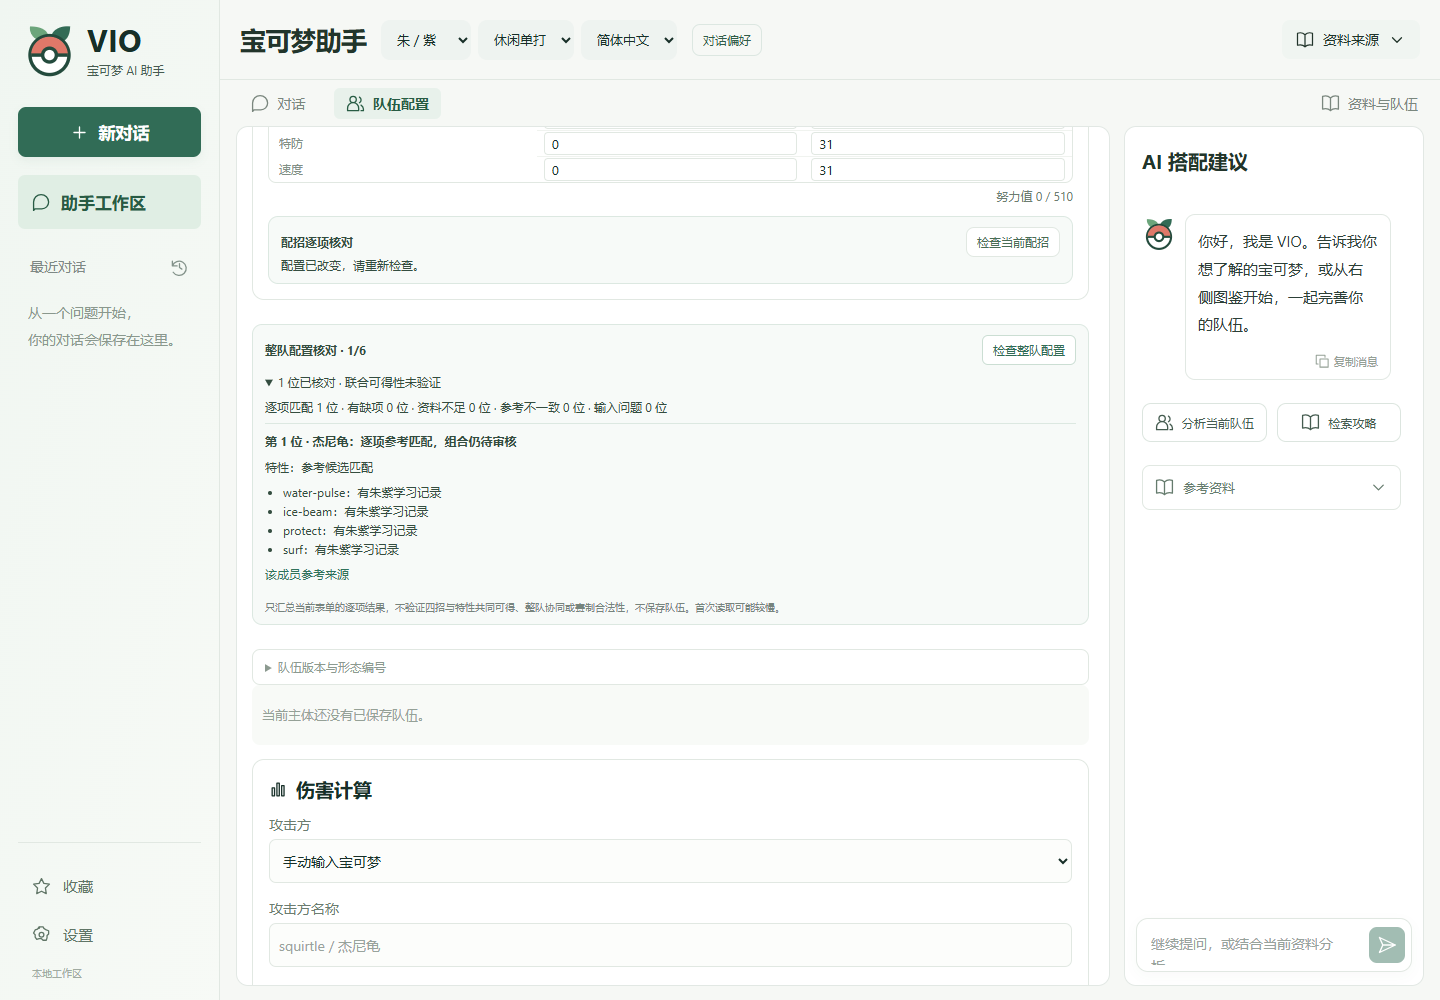 VIO
宝可梦 AI 助手
新对话
助手工作区
最近对话
从一个问题开始，
你的对话会保存在这里。
收藏
设置
本地工作区
宝可梦助手
朱 / 紫
休闲单打
简体中文
对话偏好
资料来源
对话
队伍配置
资料与队伍
特防
0
31
速度
0
31
努力值 0 / 510
配招逐项核对
检查当前配招
配置已改变，请重新检查。
整队配置核对 · 1/6
检查整队配置
▼ 1 位已核对 · 联合可得性未验证
逐项匹配 1 位 · 有缺项 0 位 · 资料不足 0 位 · 参考不一致 0 位 · 输入问题 0 位
第 1 位 · 杰尼龟：逐项参考匹配，组合仍待审核
特性：参考候选匹配
• water-pulse：有朱紫学习记录
• ice-beam：有朱紫学习记录
• protect：有朱紫学习记录
• surf：有朱紫学习记录
该成员参考来源
只汇总当前表单的逐项结果，不验证四招与特性共同可得、整队协同或赛制合法性，不保存队伍。首次读取可能较慢。
▶ 队伍版本与形态编号
当前主体还没有已保存队伍。
伤害计算
攻击方
手动输入宝可梦
攻击方名称
squirtle / 杰尼龟
AI 搭配建议
你好，我是 VIO。告诉我你
想了解的宝可梦，或从右
侧图鉴开始，一起完善你
的队伍。
复制消息
分析当前队伍
检索攻略
参考资料
继续提问，或结合当前资料分